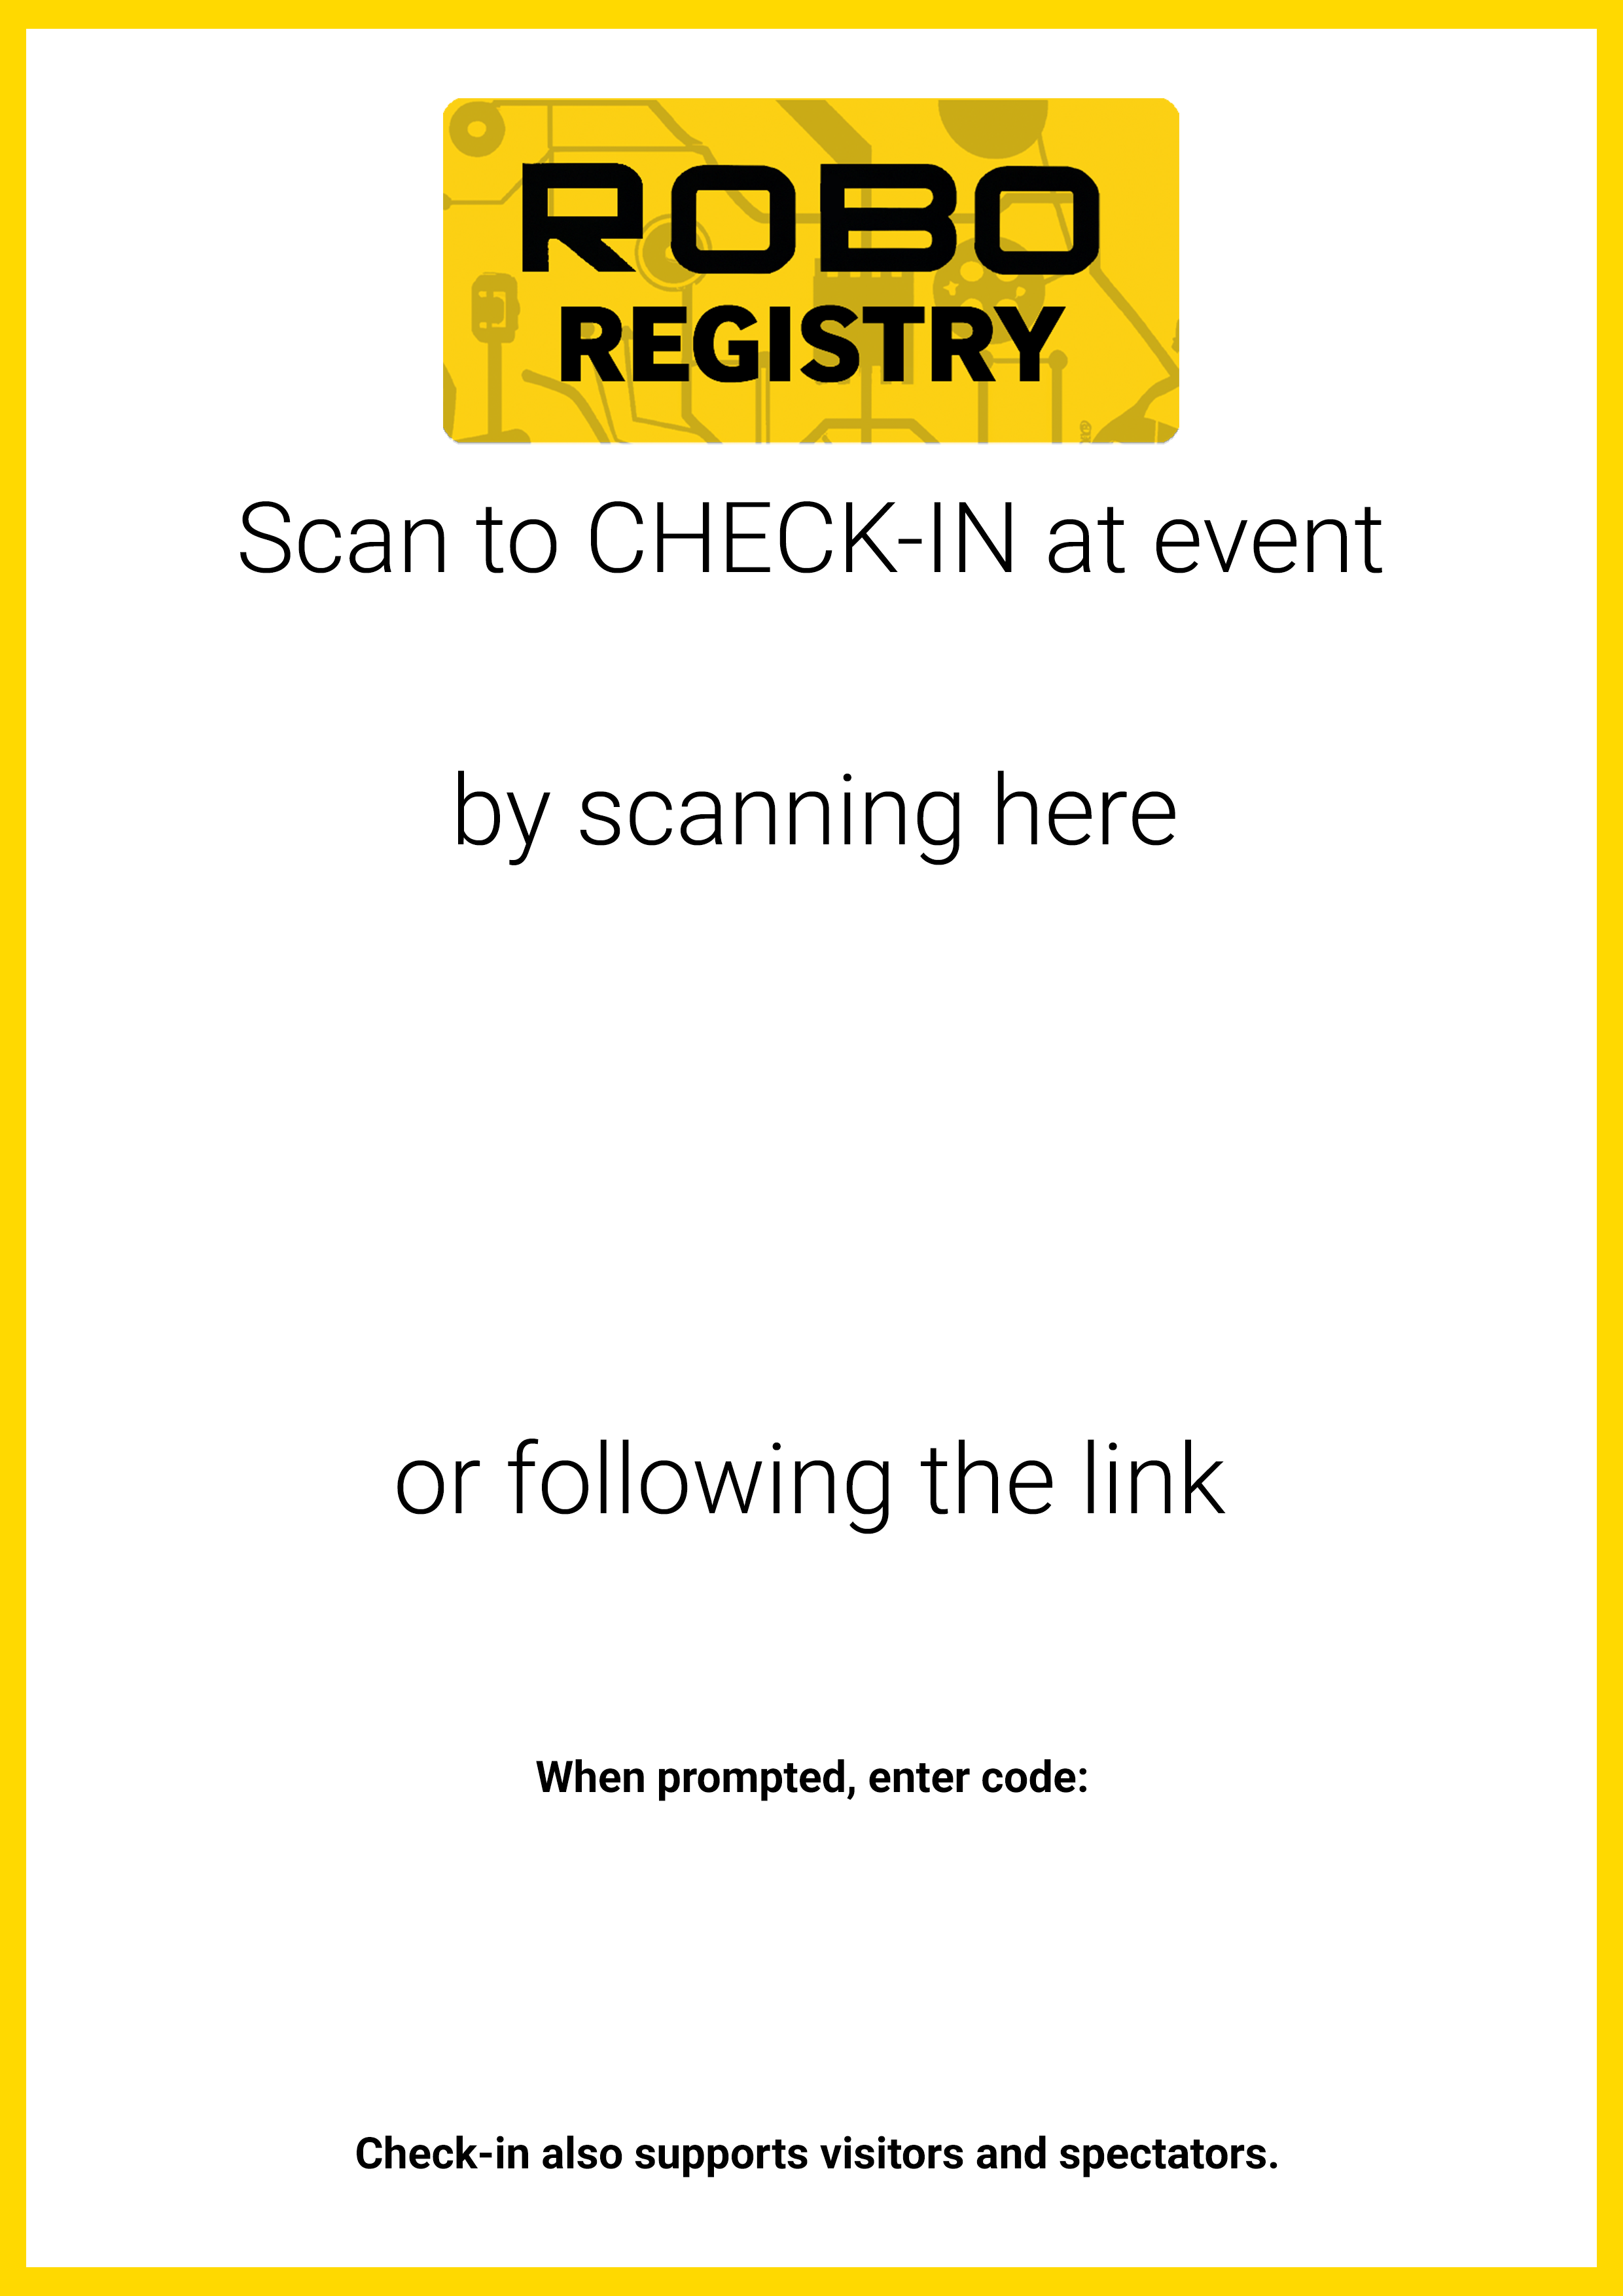 ROBO
REGISTRY
Scan to CHECK-IN at event
by scanning here
or following the link
When prompted, enter code:
Check-in also supports visitors and spectators.